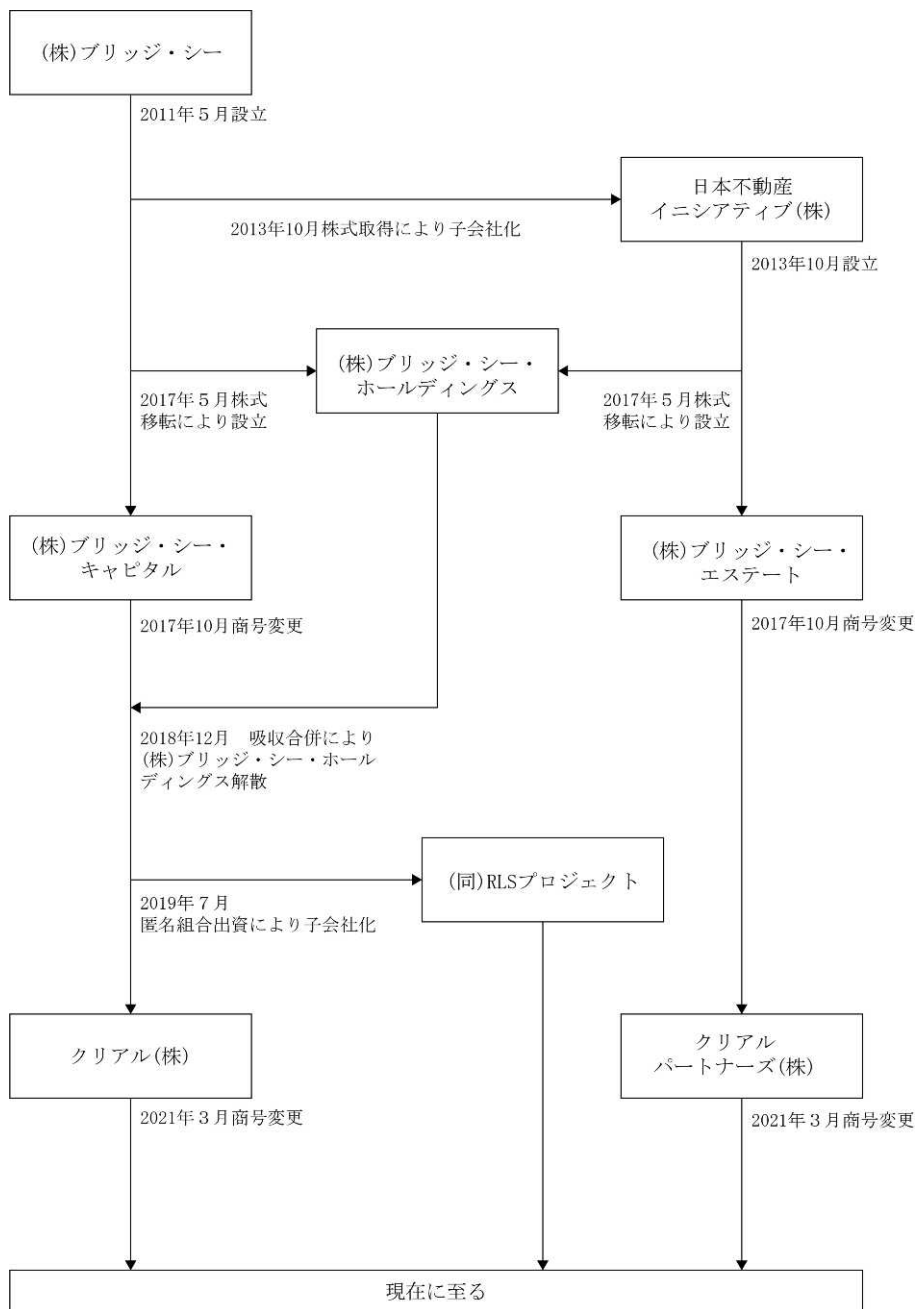 (株)ブリッジ・シー
2011年５月設立
日本不動産
イニシアティブ(株)
2013年10月株式取得により子会社化
2013年10月設立
(株)ブリッジ・シー・
ホールディングス
2017年５月株式
移転により設立
2017年５月株式
移転により設立
(株)ブリッジ・シー・
キャピタル
(株)ブリッジ・シー・
エステート
2017年10月商号変更
2017年10月商号変更
2018年12月　吸収合併により
(株)ブリッジ・シー・ホール
ディングス解散
(同)RLSプロジェクト
2019年７月
匿名組合出資により子会社化
クリアル(株)
クリアル
パートナーズ(株)
2021年３月商号変更
2021年３月商号変更
現在に至る